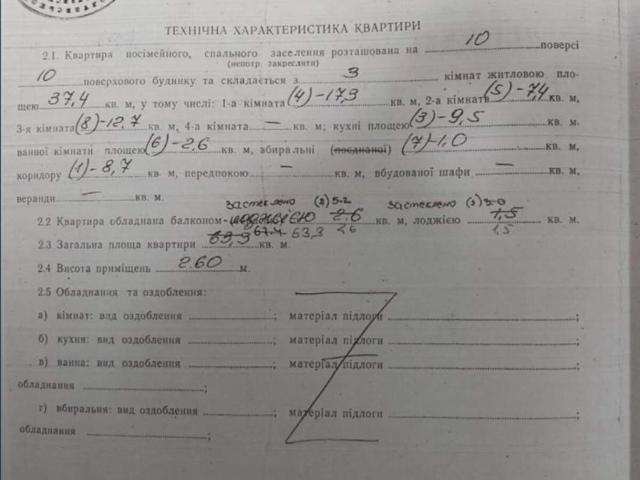 ТЕХНІЧНА ХАРАКТЕРИСТИКА КВАРТИРИ
2.1. Квартира посімейного, спального заселення розташована на 10 поверсі
(непотр. закреслити)
10 поверхового будинку та складається з 3 кімнат житловою пло-
щею 37,4 кв. м, у тому числі: 1-а кімната (4)-17,3 кв. м, 2-а кімната (5)-7,4 кв. м,
3-я кімната (8)-12,7 кв. м, 4-а кімната — кв. м; кухні площею (3)-9,5 кв. м.
ванної кімнати площею (6)-2,6 кв. м, вбиральні (поєднаної) (7)-1,0 кв. м,
коридору (1)-8,7 кв м, передпокою — кв. м, вбудованої шафи — кв. м,
веранди — кв. м.
застеклено (2) 5.2 застеклено (2) 3.0
2.2 Квартира обладнана балконом 2.6 кв. м, лоджією 1,5 кв. м.
63,9 67.4 63,3 2.6 1,5
2.3 Загальна площа квартири кв. м.
2.4 Висота приміщень 2.60 м.
2.5 Обладнання та оздоблення:
а) кімнат: вид оздоблення ; матеріал підлоги ;
б) кухня: вид оздоблення ; матеріал підлоги ;
в) ванна: вид оздоблення ; матеріал підлоги ;
обладнання ;
г) вбиральня: вид оздоблення ; матеріал підлоги ;
обладнання ;